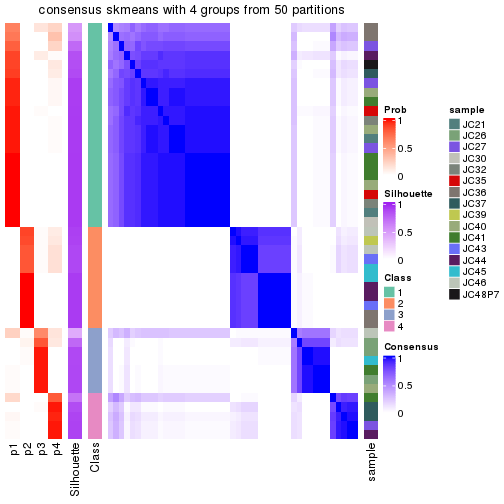 consensus skmeans with 4 groups from 50 partitions
Prob
1
0.5
0
Silhouette
1
0.5
0
Class
1
2
3
4
Consensus
1
0.5
0
sample
JC21
JC26
JC27
JC30
JC32
JC35
JC36
JC37
JC39
JC40
JC41
JC43
JC44
JC45
JC46
JC48P7
p1
p2
p3
p4
Silhouette
Class
sample